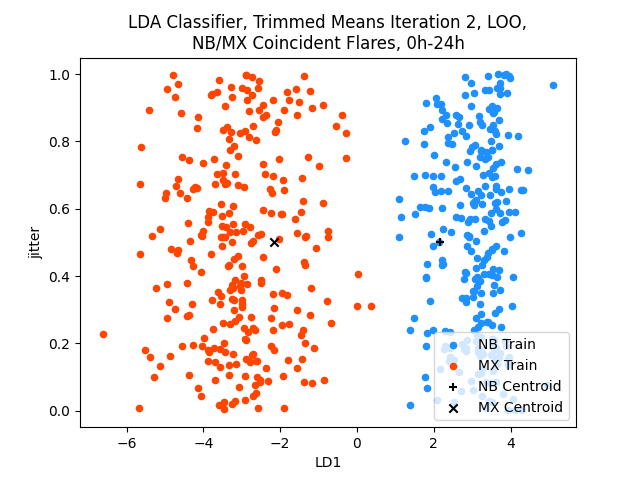 LDA Classifier, Trimmed Means Iteration 2, LOO,
NB/MX Coincident Flares, 0h-24h
1.0
0.8
0.6
0.4
0.2
0.0
jitter
−6
−4
−2
0
2
4
LD1
NB Train
MX Train
NB Centroid
MX Centroid